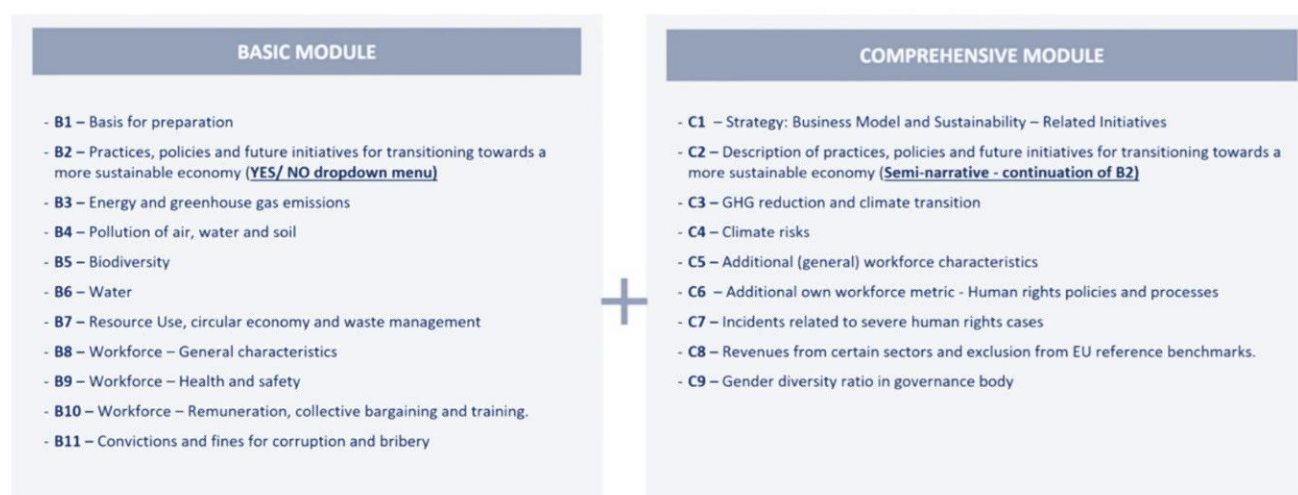 BASIC MODULE
- B1 – Basis for preparation
- B2 – Practices, policies and future initiatives for transitioning towards a
more sustainable economy (YES/ NO dropdown menu)
- B3 – Energy and greenhouse gas emissions
- B4 – Pollution of air, water and soil
- B5 – Biodiversity
- B6 – Water
- B7 – Resource Use, circular economy and waste management
- B8 – Workforce – General characteristics
- B9 – Workforce – Health and safety
- B10 – Workforce – Remuneration, collective bargaining and training.
- B11 – Convictions and fines for corruption and bribery
+
COMPREHENSIVE MODULE
- C1 – Strategy: Business Model and Sustainability – Related Initiatives
- C2 – Description of practices, policies and future initiatives for transitioning towards a
more sustainable economy (Semi-narrative - continuation of B2)
- C3 – GHG reduction and climate transition
- C4 – Climate risks
- C5 – Additional (general) workforce characteristics
- C6 – Additional own workforce metric - Human rights policies and processes
- C7 – Incidents related to severe human rights cases
- C8 – Revenues from certain sectors and exclusion from EU reference benchmarks.
- C9 – Gender diversity ratio in governance body